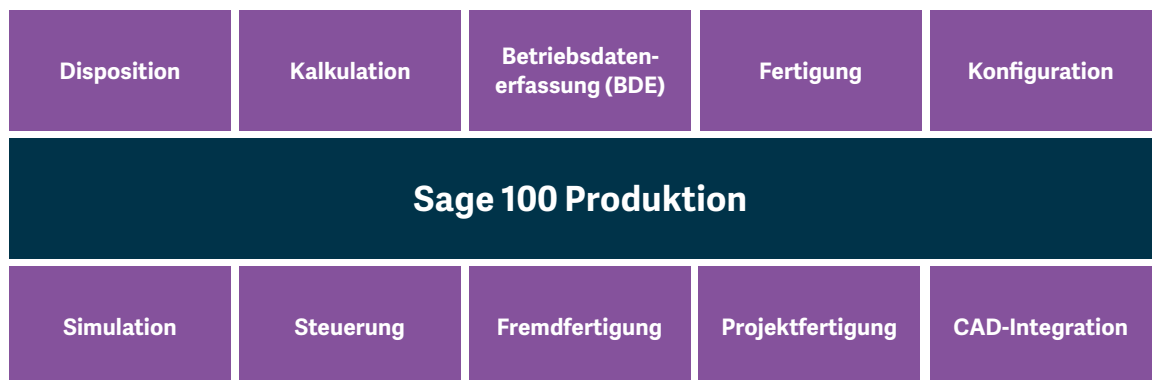 Disposition
Kalkulation
Betriebsdaten-
erfassung (BDE)
Fertigung
Konfiguration
Sage 100 Produktion
Simulation
Steuerung
Fremdfertigung
Projektfertigung
CAD-Integration